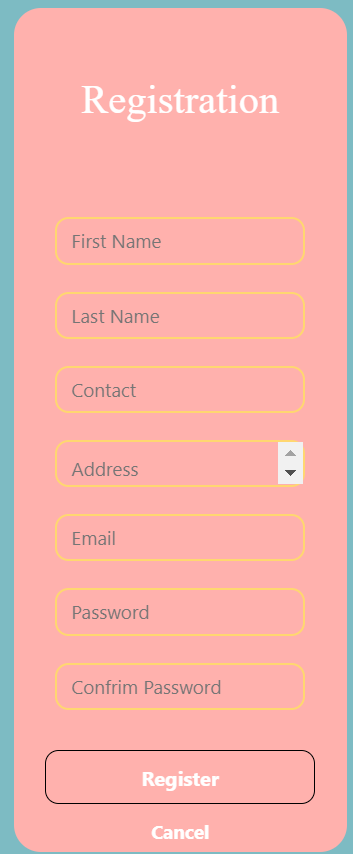 Registration
First Name
Last Name
Contact
Address
Email
Password
Confrim Password
Register
Cancel